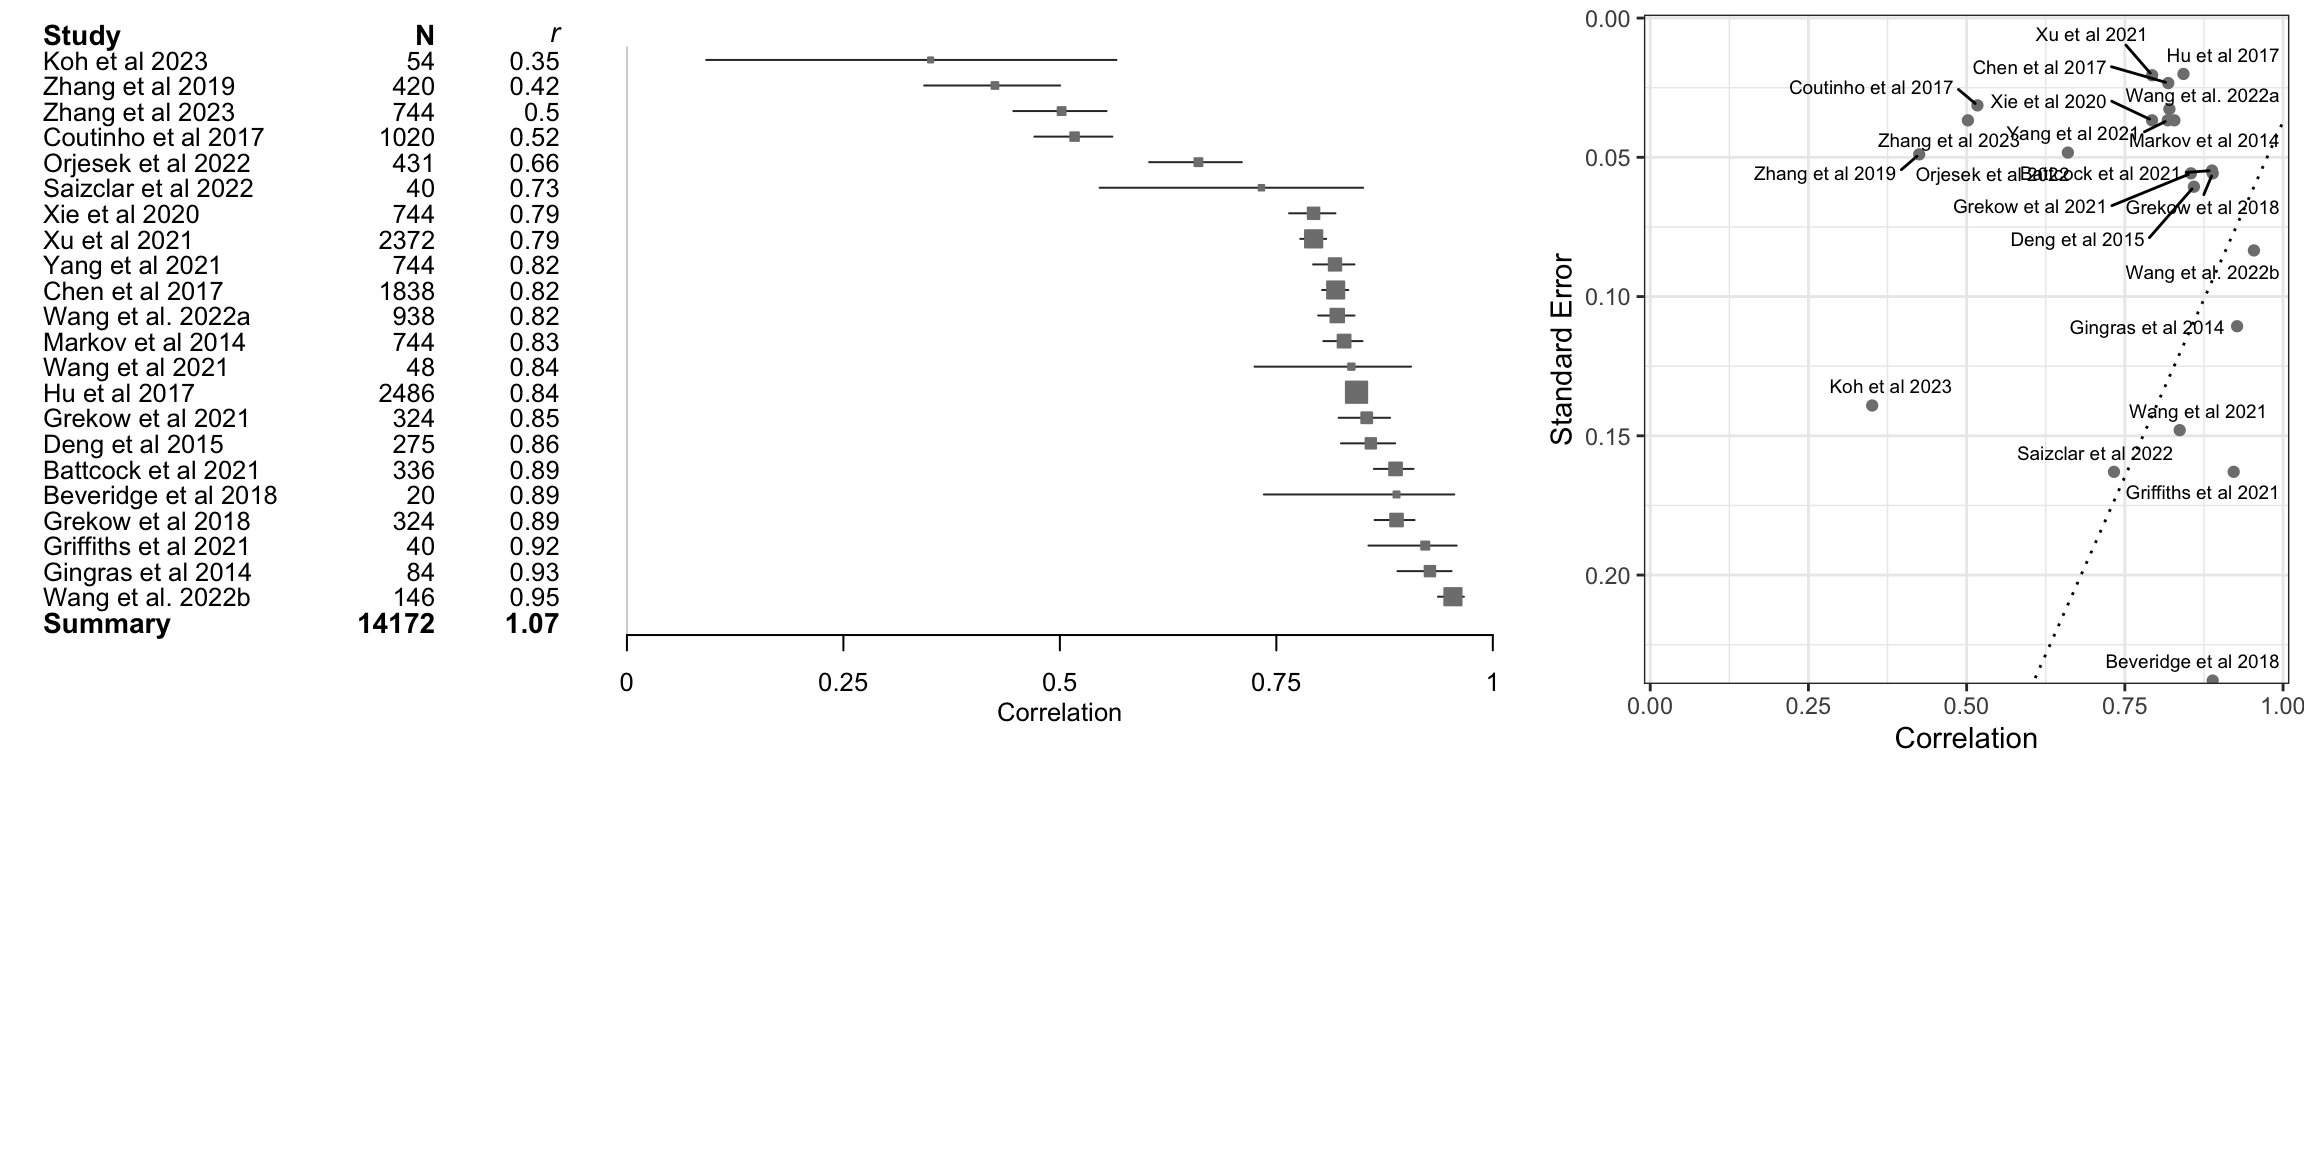 Study N r
Koh et al 2023 54 0.35
Zhang et al 2019 420 0.42
Zhang et al 2023 744 0.5
Coutinho et al 2017 1020 0.52
Orjesek et al 2022 431 0.66
Saizclar et al 2022 40 0.73
Xie et al 2020 744 0.79
Xu et al 2021 2372 0.79
Yang et al 2021 744 0.82
Chen et al 2017 1838 0.82
Wang et al. 2022a 938 0.82
Markov et al 2014 744 0.83
Wang et al 2021 48 0.84
Hu et al 2017 2486 0.84
Grekow et al 2021 324 0.85
Deng et al 2015 275 0.86
Battcock et al 2021 336 0.89
Beveridge et al 2018 20 0.89
Grekow et al 2018 324 0.89
Griffiths et al 2021 40 0.92
Gingras et al 2014 84 0.93
Wang et al. 2022b 146 0.95
Summary 14172 1.07
0 0.25 0.5 0.75 1
Correlation
Standard Error
0.00
0.05
0.10
0.15
0.20
Xu et al 2021
Hu et al 2017
Chen et al 2017
Coutinho et al 2017
Wang et al. 2022a
Xie et al 2020
Yang et al 2021
Zhang et al 2023
Markov et al 2014
Zhang et al 2019
Orjesek et al 2022
Battcock et al 2021
Grekow et al 2021
Grekow et al 2018
Deng et al 2015
Wang et al. 2022b
Gingras et al 2014
Koh et al 2023
Wang et al 2021
Saizclar et al 2022
Griffiths et al 2021
Beveridge et al 2018
0.00 0.25 0.50 0.75 1.00
Correlation